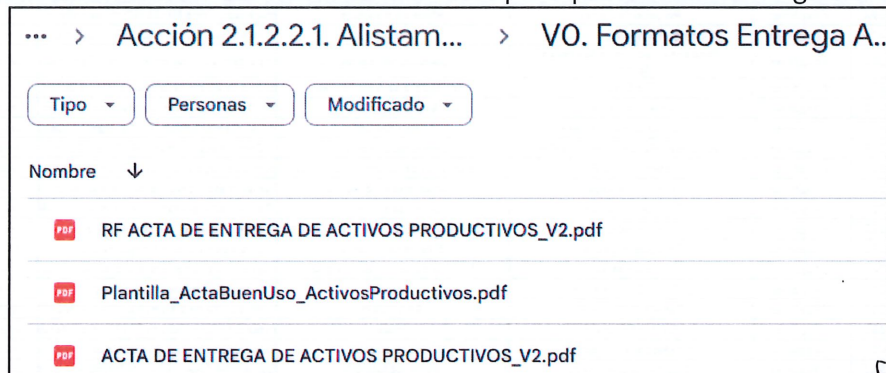 ... > Acción 2.1.2.2.1. Alistam... > V0. Formatos Entrega A...
Tipo Personas Modificado
Nombre
PDF RF ACTA DE ENTREGA DE ACTIVOS PRODUCTIVOS_V2.pdf
PDF Plantilla_ActaBuenUso_ActivosProductivos.pdf
PDF ACTA DE ENTREGA DE ACTIVOS PRODUCTIVOS_V2.pdf